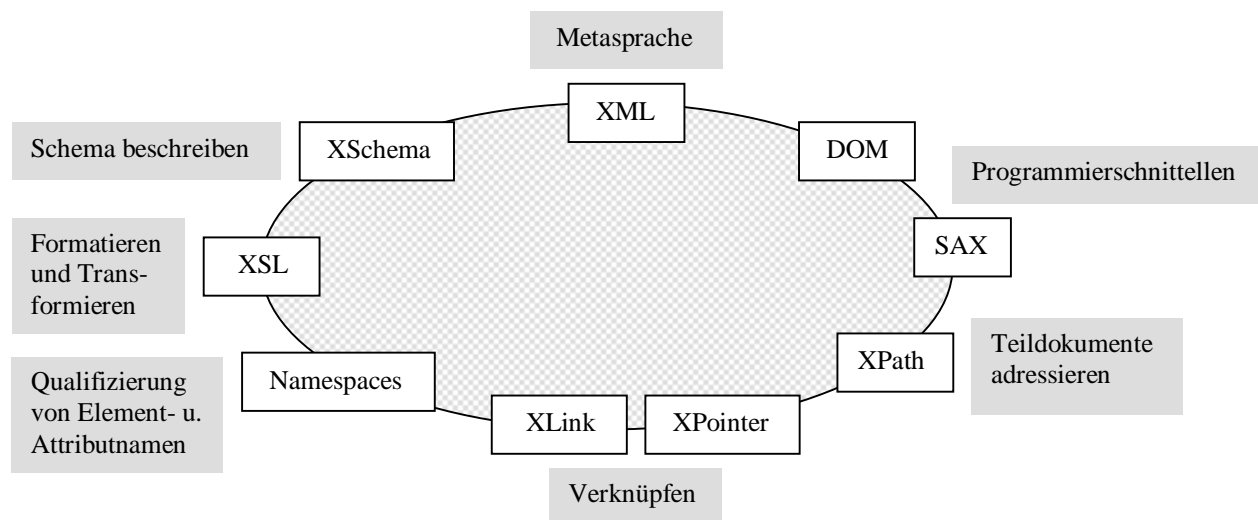 Metasprache
XML
Schema beschreiben
XSchema
DOM
Programmierschnittellen
Formatieren
und Trans-
formieren
XSL
SAX
Qualifizierung
von Element- u.
Attributnamen
Namespaces
XPath
Teildokumente
adressieren
XLink
XPointer
Verknüpfen